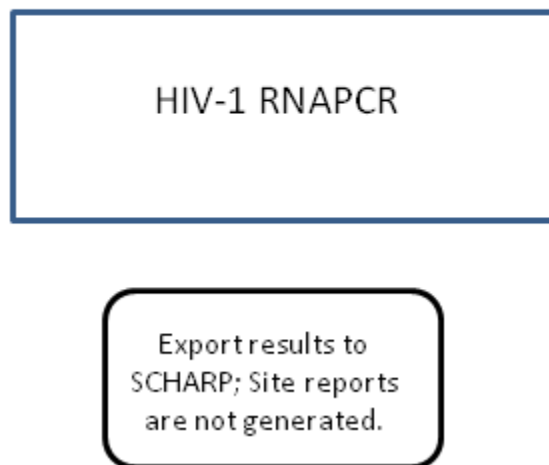 HIV-1 RNAPCR
Export results to
SCHARP; Site reports
are not generated.